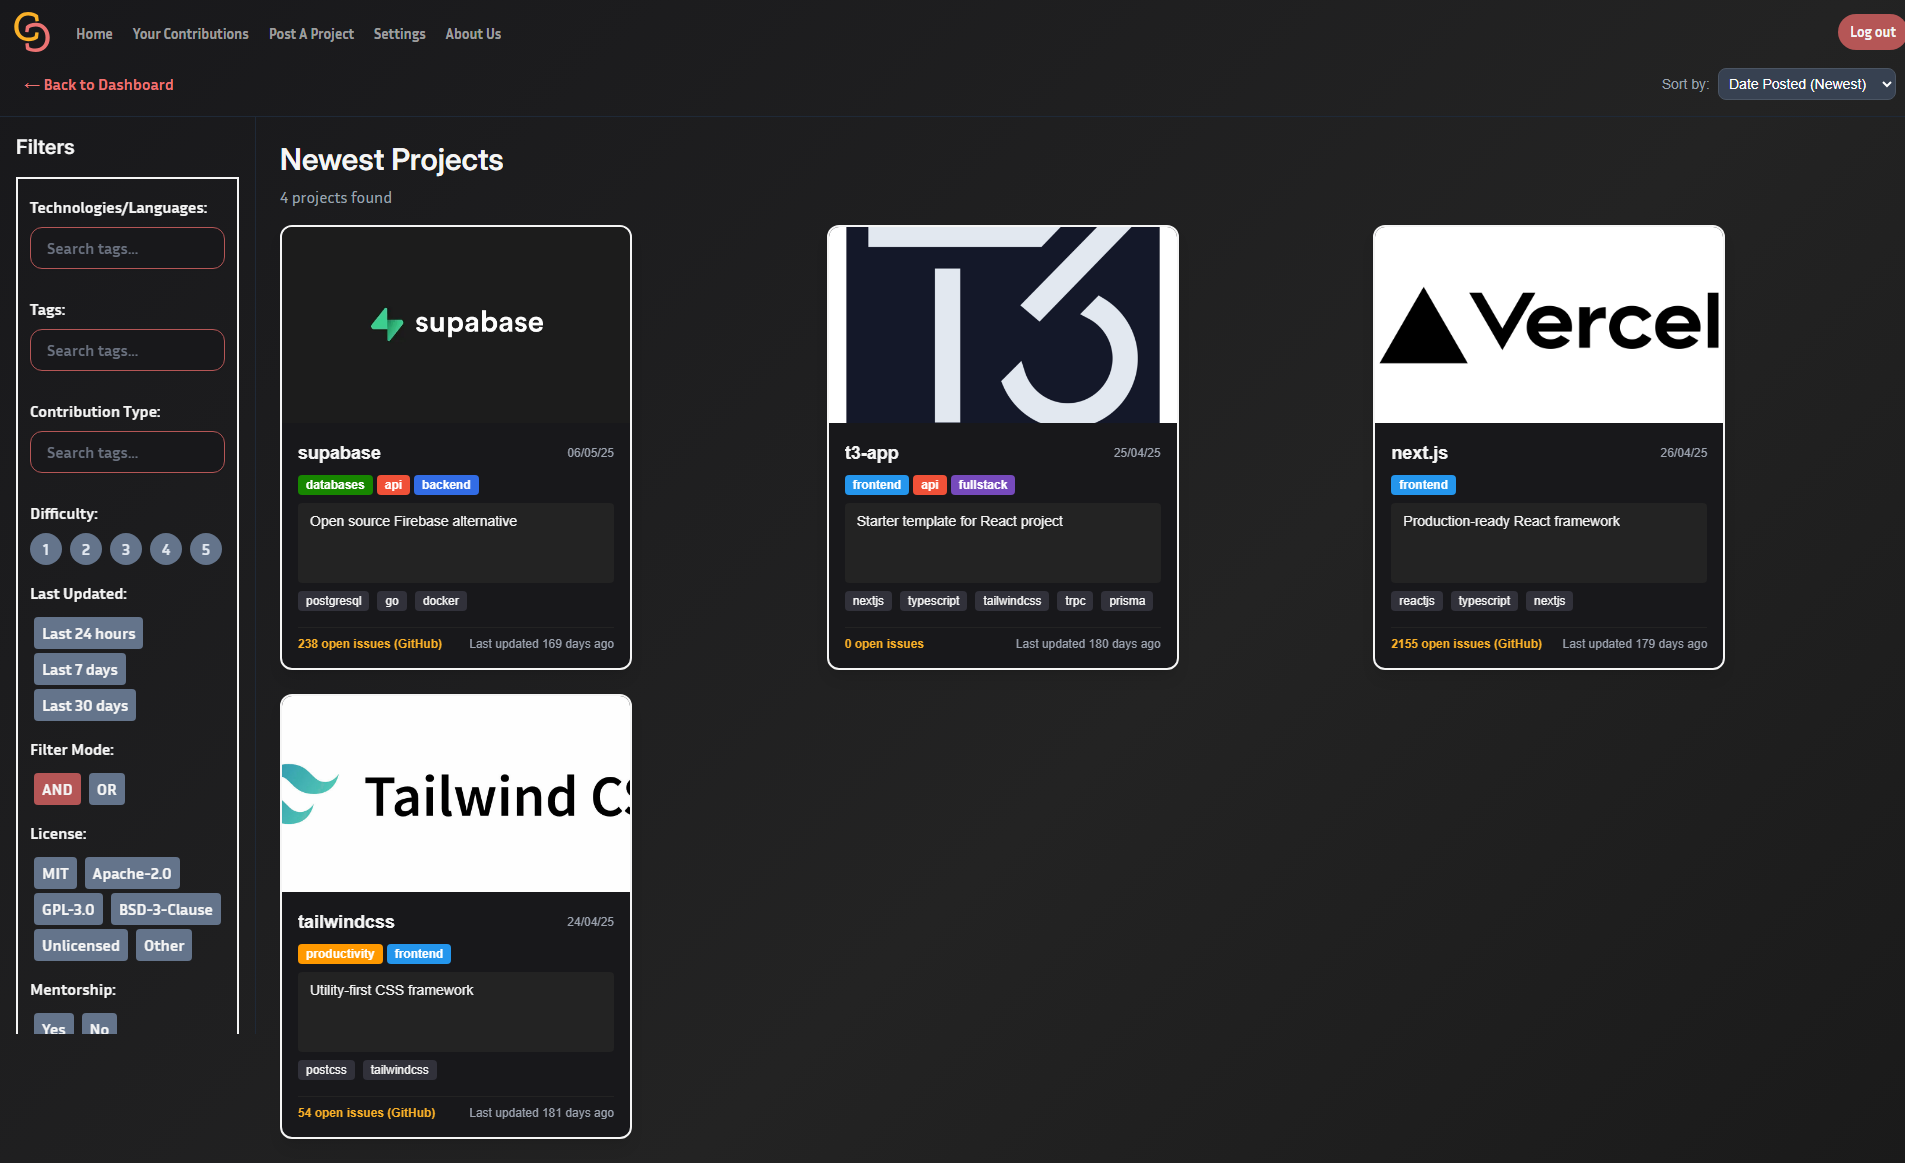 Home Your Contributions Post A Project Settings About Us Log out
← Back to Dashboard Sort by: Date Posted (Newest)
Filters
Technologies/Languages:
Search tags...
Tags:
Search tags...
Contribution Type:
Search tags...
Difficulty:
1 2 3 4 5
Last Updated:
Last 24 hours
Last 7 days
Last 30 days
Filter Mode:
AND OR
License:
MIT Apache-2.0
GPL-3.0 BSD-3-Clause
Unlicensed Other
Mentorship:
Yes No
Newest Projects
4 projects found
supabase
supabase 06/05/25
databases api backend
Open source Firebase alternative
postgresql go docker
238 open issues (GitHub) Last updated 169 days ago
T3
t3-app 25/04/25
frontend api fullstack
Starter template for React project
nextjs typescript tailwindcss trpc prisma
0 open issues Last updated 180 days ago
Vercel
next.js 26/04/25
frontend
Production-ready React framework
reactjs typescript nextjs
2155 open issues (GitHub) Last updated 179 days ago
Tailwind CS
tailwindcss 24/04/25
productivity frontend
Utility-first CSS framework
postcss tailwindcss
54 open issues (GitHub) Last updated 181 days ago